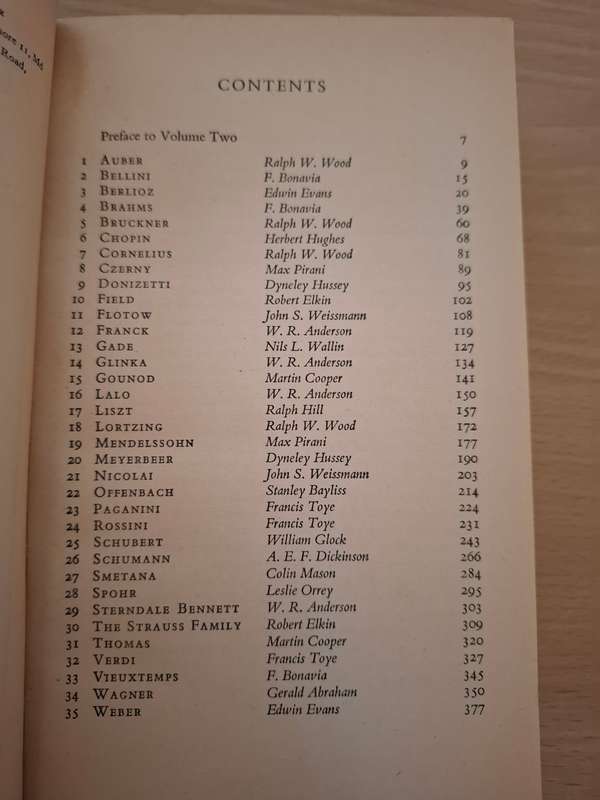 ore 11, Md
Road,
CONTENTS
Preface to Volume Two 7
1 AUBER Ralph W. Wood 9
2 BELLINI F. Bonavia 15
3 BERLIOZ Edwin Evans 20
4 BRAHMS F. Bonavia 39
5 BRUCKNER Ralph W. Wood 60
6 CHOPIN Herbert Hughes 68
7 CORNELIUS Ralph W. Wood 81
8 CZERNY Max Pirani 89
9 DONIZETTI Dyneley Hussey 95
10 FIELD Robert Elkin 102
11 FLOTOW John S. Weissmann 108
12 FRANCK W. R. Anderson 119
13 GADE Nils L. Wallin 127
14 GLINKA W. R. Anderson 134
15 GOUNOD Martin Cooper 141
16 LALO W. R. Anderson 150
17 LISZT Ralph Hill 157
18 LORTZING Ralph W. Wood 172
19 MENDELSSOHN Max Pirani 177
20 MEYERBEER Dyneley Hussey 190
21 NICOLAI John S. Weissmann 203
22 OFFENBACH Stanley Bayliss 214
23 PAGANINI Francis Toye 224
24 ROSSINI Francis Toye 231
25 SCHUBERT William Glock 243
26 SCHUMANN A. E. F. Dickinson 266
27 SMETANA Colin Mason 284
28 SPOHR Leslie Orrey 295
29 STERNDALE BENNETT W. R. Anderson 303
30 THE STRAUSS FAMILY Robert Elkin 309
31 THOMAS Martin Cooper 320
32 VERDI Francis Toye 327
33 VIEUXTEMPS F. Bonavia 345
34 WAGNER Gerald Abraham 350
35 WEBER Edwin Evans 377